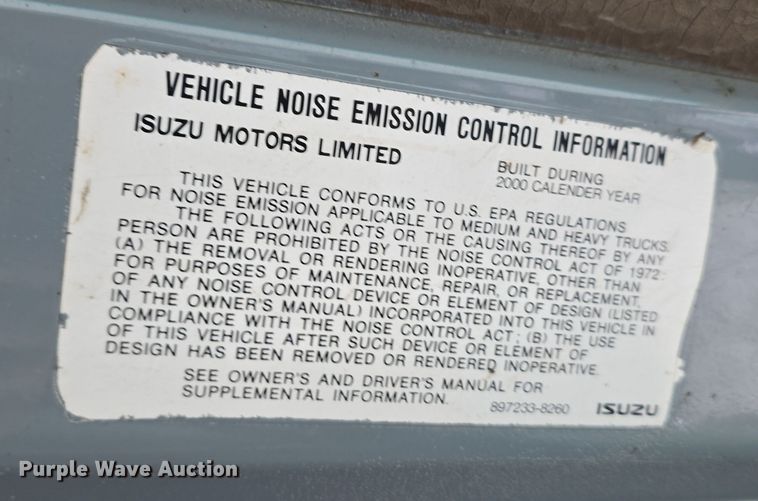 VEHICLE NOISE EMISSION CONTROL INFORMATION
ISUZU MOTORS LIMITED
BUILT DURING
2000 CALENDER YEAR
THIS VEHICLE CONFORMS TO U.S. EPA REGULATIONS
FOR NOISE EMISSION APPLICABLE TO MEDIUM AND HEAVY TRUCKS.
THE FOLLOWING ACTS OR THE CAUSING THEREOF BY ANY
PERSON ARE PROHIBITED BY THE NOISE CONTROL ACT OF 1972:
(A) THE REMOVAL OR RENDERING INOPERATIVE, OTHER THAN
FOR PURPOSES OF MAINTENANCE, REPAIR, OR REPLACEMENT,
OF ANY NOISE CONTROL DEVICE OR ELEMENT OF DESIGN (LISTED
IN THE OWNER'S MANUAL) INCORPORATED INTO THIS VEHICLE IN
COMPLIANCE WITH THE NOISE CONTROL ACT; (B) THE USE
OF THIS VEHICLE AFTER SUCH DEVICE OR ELEMENT OF
DESIGN HAS BEEN REMOVED OR RENDERED INOPERATIVE.
SEE OWNER'S AND DRIVER'S MANUAL FOR
SUPPLEMENTAL INFORMATION.
897233-8260 ISUZU
Purple Wave Auction